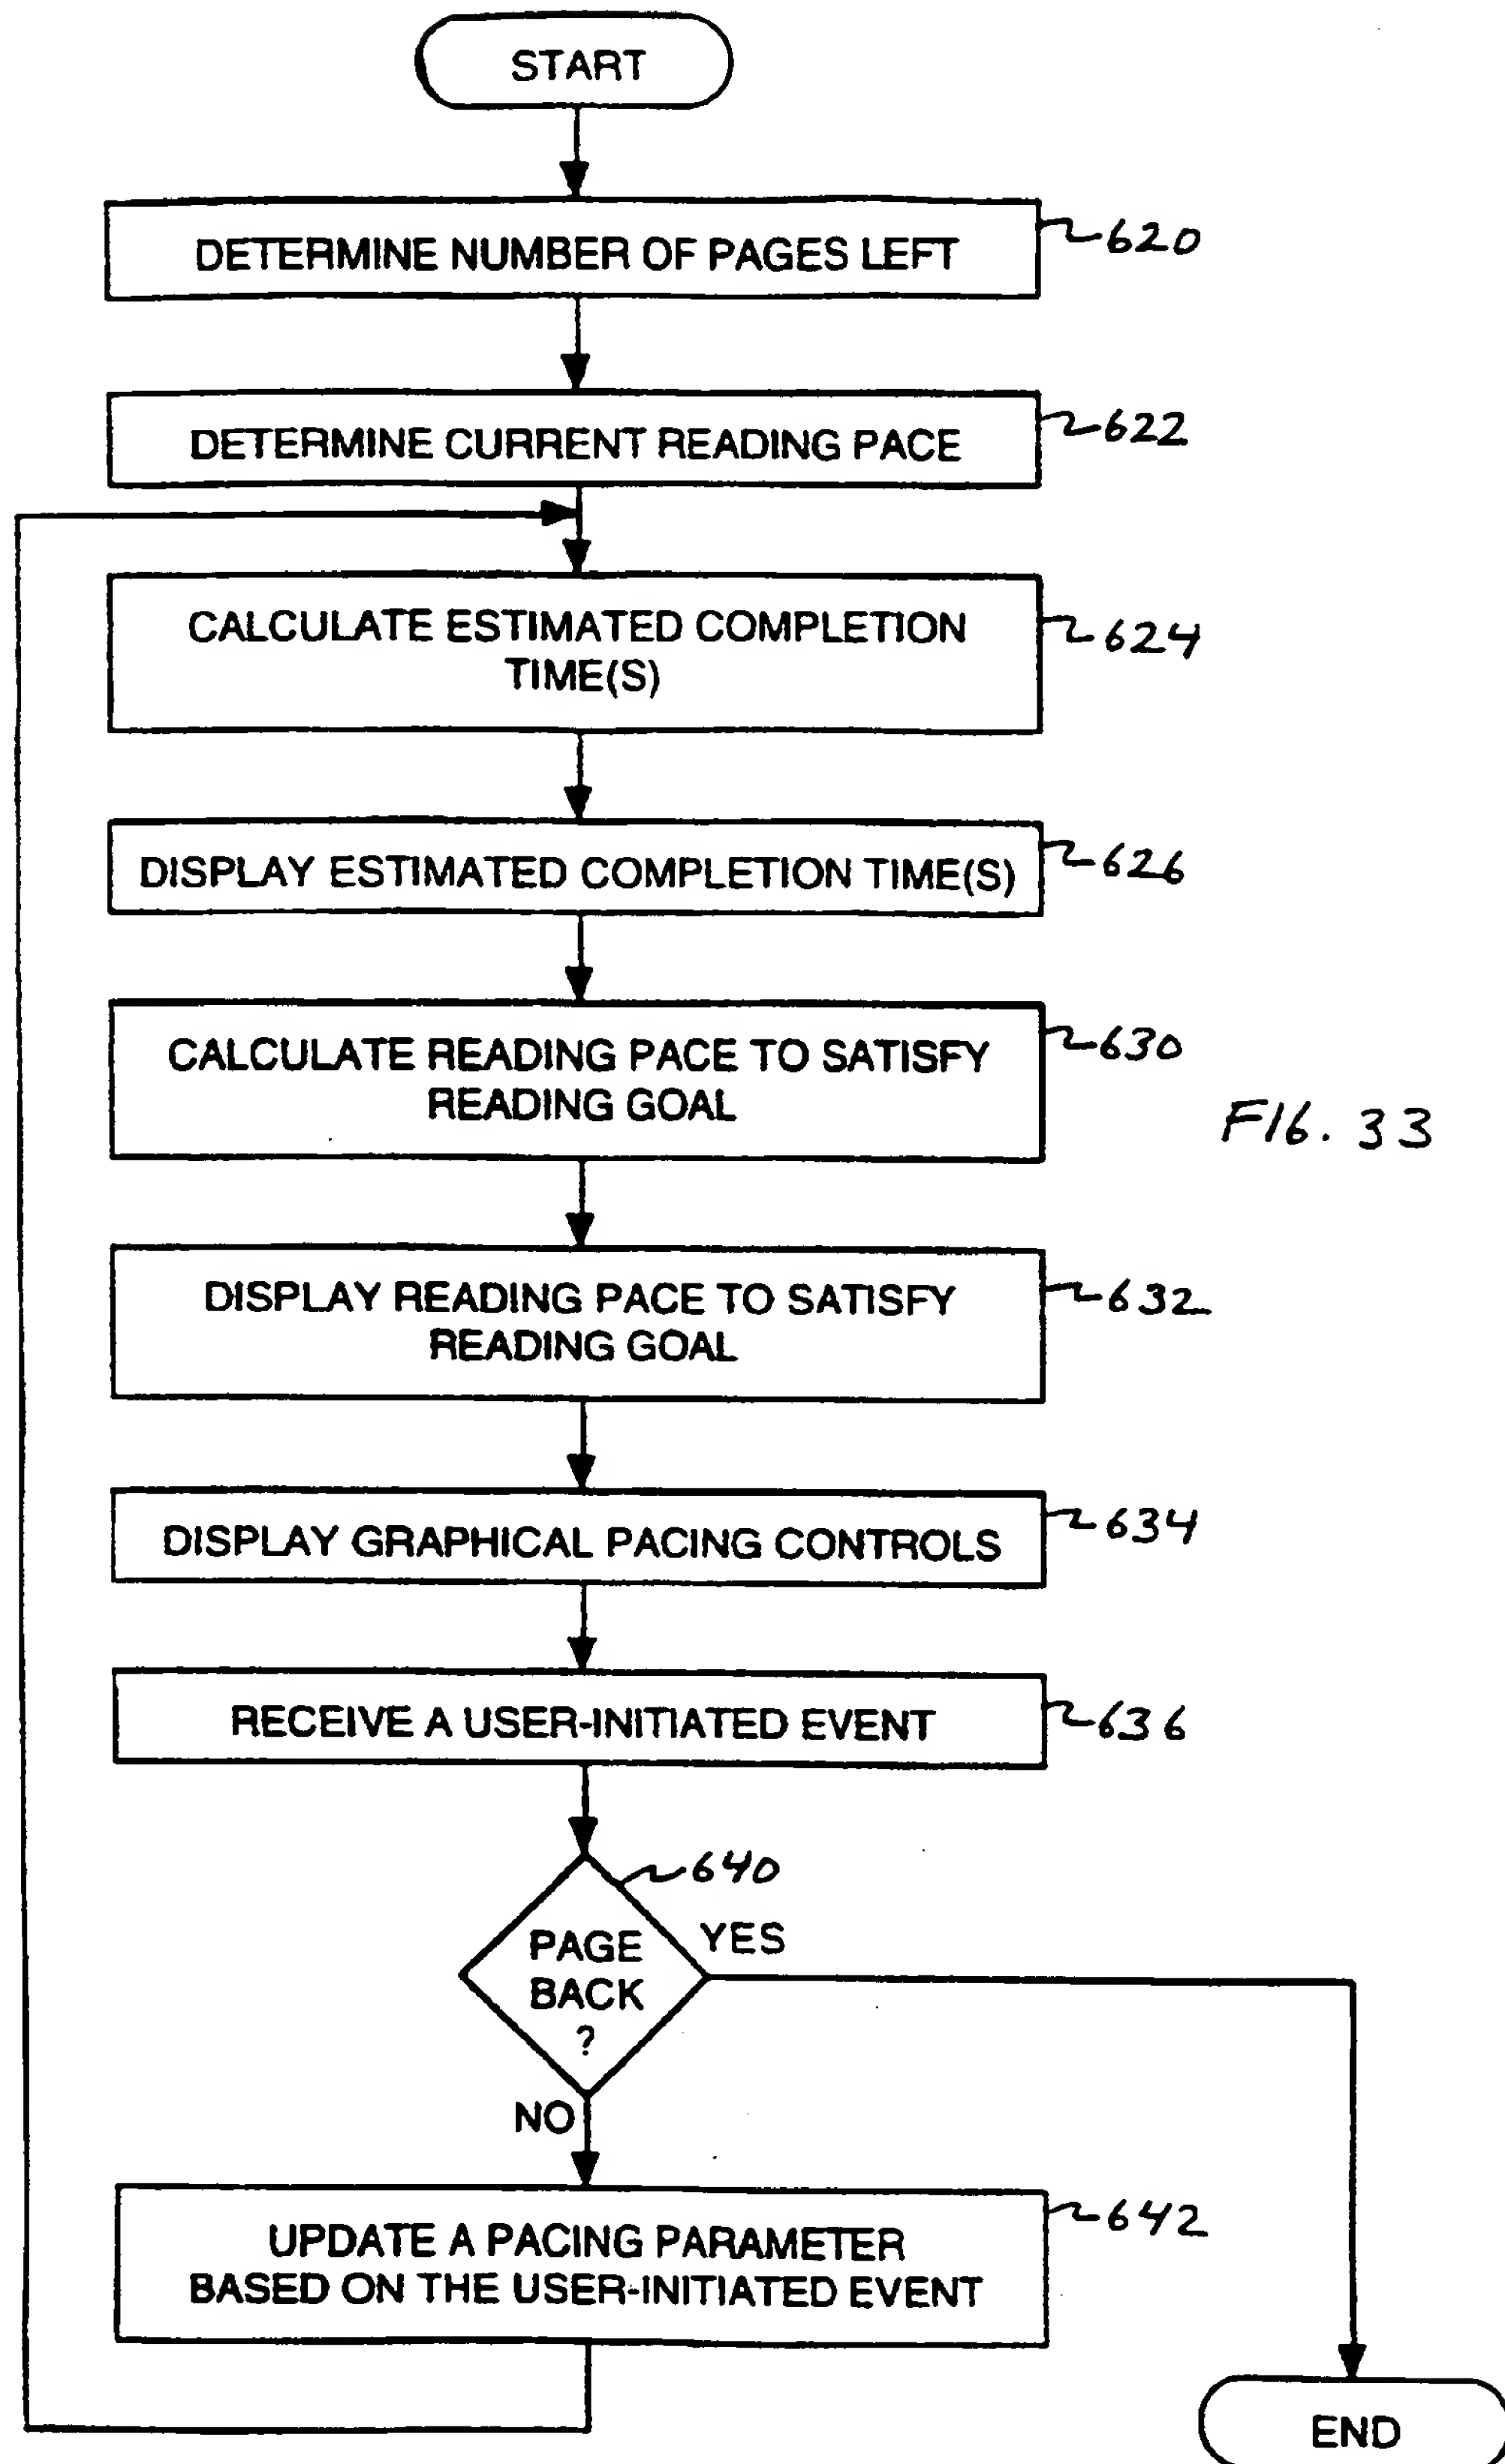 START
DETERMINE NUMBER OF PAGES LEFT
620
DETERMINE CURRENT READING PACE
622
CALCULATE ESTIMATED COMPLETION
TIME(S)
624
DISPLAY ESTIMATED COMPLETION TIME(S)
626
CALCULATE READING PACE TO SATISFY
READING GOAL
630
FIG. 33
DISPLAY READING PACE TO SATISFY
READING GOAL
632
DISPLAY GRAPHICAL PACING CONTROLS
634
RECEIVE A USER-INITIATED EVENT
636
640
PAGE
BACK
?
YES
NO
UPDATE A PACING PARAMETER
BASED ON THE USER-INITIATED EVENT
642
END